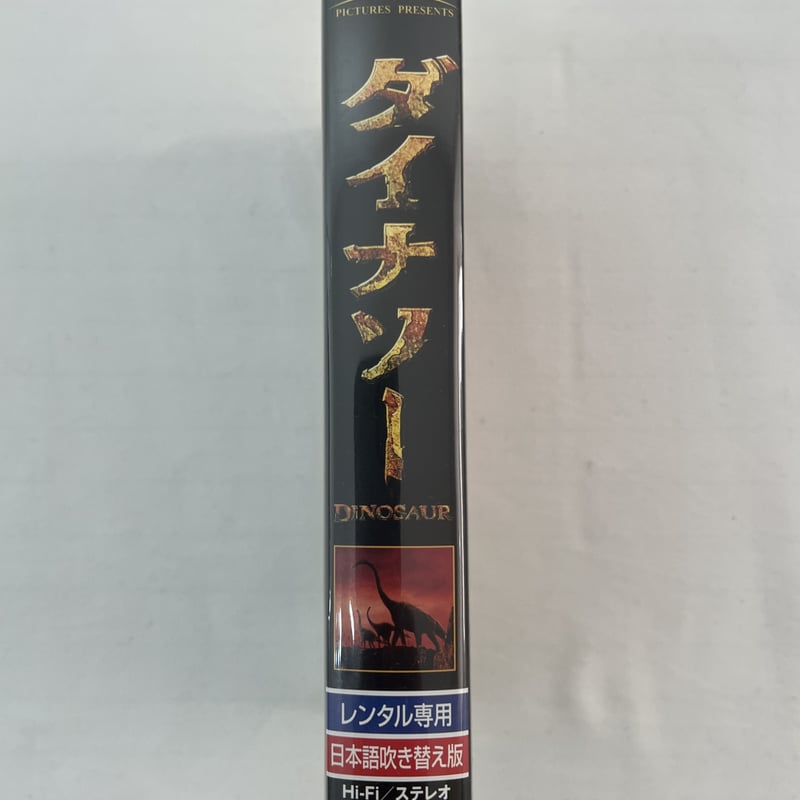 PICTURES PRESENTS
ダイナソー
DINOSAUR
レンタル専用
日本語吹き替え版
Hi-Fi/ステレオ